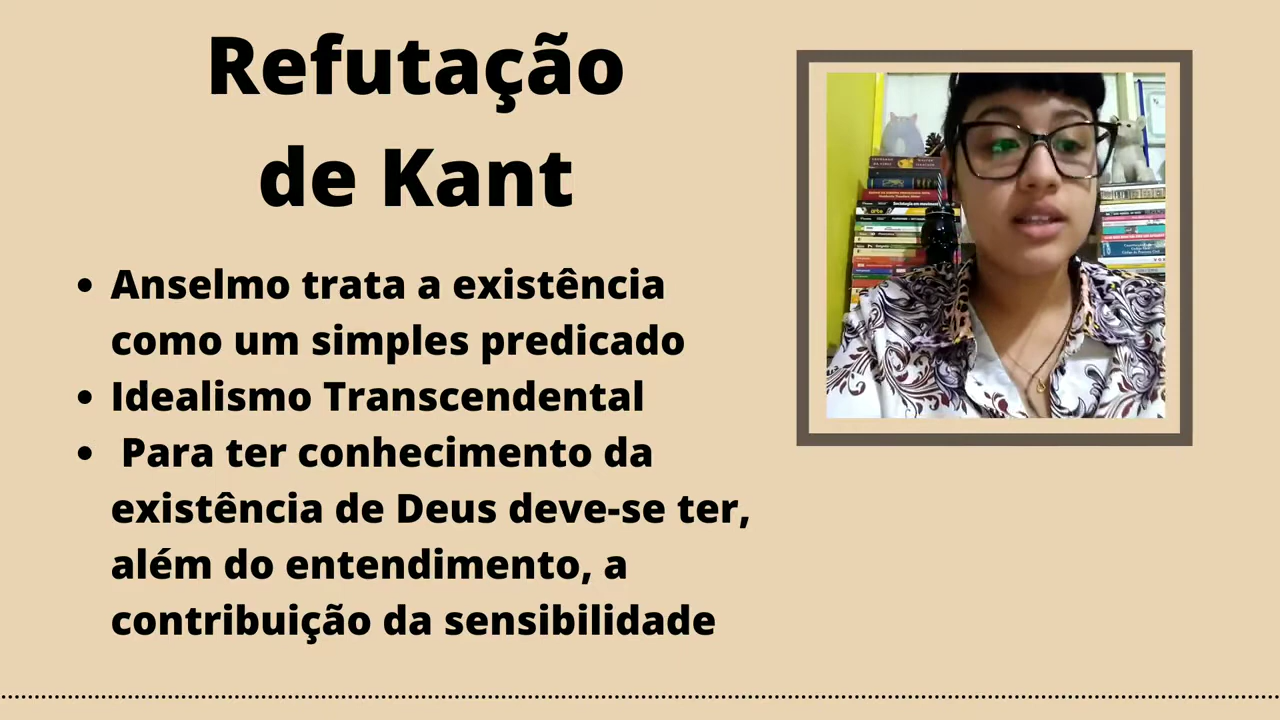 Refutação
de Kant
• Anselmo trata a existência
como um simples predicado
• Idealismo Transcendental
• Para ter conhecimento da
existência de Deus deve-se ter,
além do entendimento, a
contribuição da sensibilidade